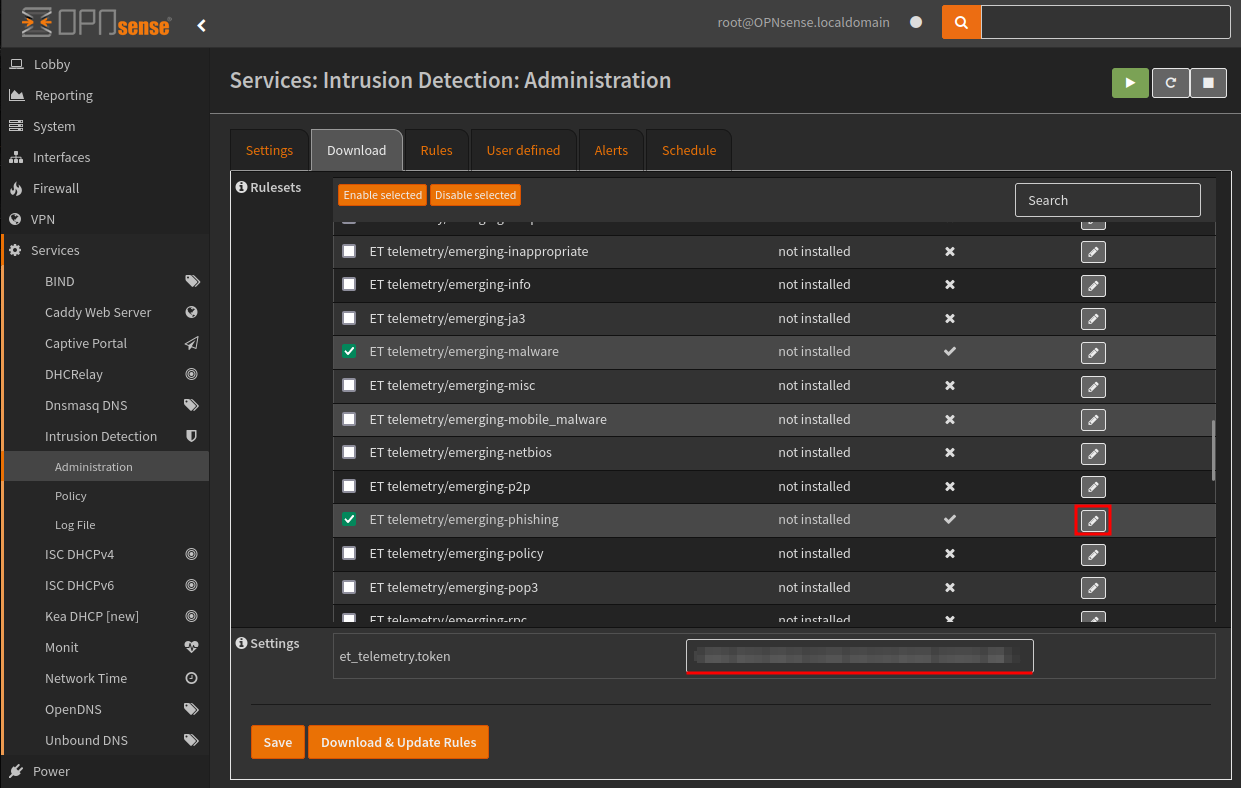 OPNsense
root@OPNsense.localdomain
Lobby
Reporting
System
Interfaces
Firewall
VPN
Services
BIND
Caddy Web Server
Captive Portal
DHCRelay
Dnsmasq DNS
Intrusion Detection
Administration
Policy
Log File
ISC DHCPv4
ISC DHCPv6
Kea DHCP [new]
Monit
Network Time
OpenDNS
Unbound DNS
Power
Services: Intrusion Detection: Administration
Settings Download Rules User defined Alerts Schedule
Rulesets
Enable selected Disable selected Search
ET telemetry/emerging-inappropriate not installed
ET telemetry/emerging-info not installed
ET telemetry/emerging-ja3 not installed
ET telemetry/emerging-malware not installed
ET telemetry/emerging-misc not installed
ET telemetry/emerging-mobile_malware not installed
ET telemetry/emerging-netbios not installed
ET telemetry/emerging-p2p not installed
ET telemetry/emerging-phishing not installed
ET telemetry/emerging-policy not installed
ET telemetry/emerging-pop3 not installed
ET telemetry/emerging-rpc not installed
Settings
et_telemetry.token
Save Download & Update Rules